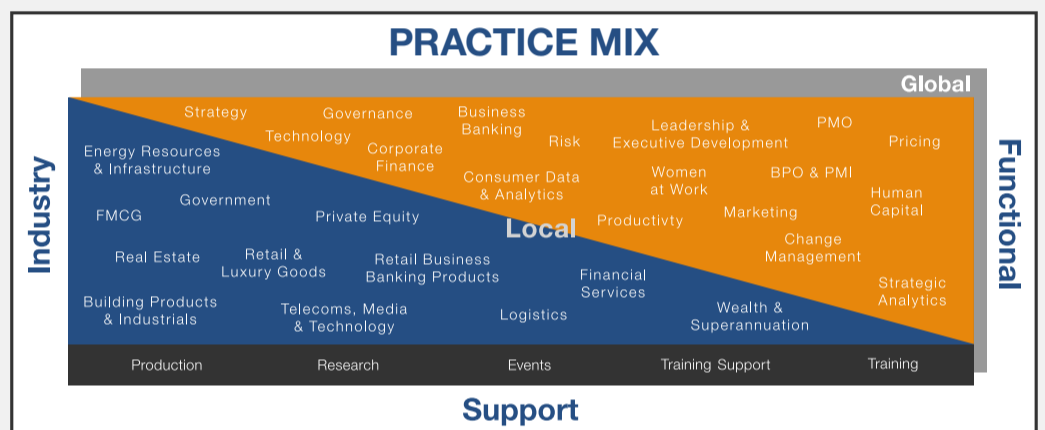 PRACTICE MIX
Global
Industry
Functional
Strategy
Governance
Business
Banking
Technology
Corporate
Finance
Risk
Leadership &
Executive Development
PMO
Pricing
Consumer Data
& Analytics
Women
at Work
BPO & PMI
Human
Capital
Productivty
Marketing
Change
Management
Strategic
Analytics
Local
Energy Resources
& Infrastructure
Government
FMCG
Private Equity
Real Estate
Retail &
Luxury Goods
Retail Business
Banking Products
Financial
Services
Building Products
& Industrials
Telecoms, Media
& Technology
Logistics
Wealth &
Superannuation
Production
Research
Events
Training Support
Training
Support